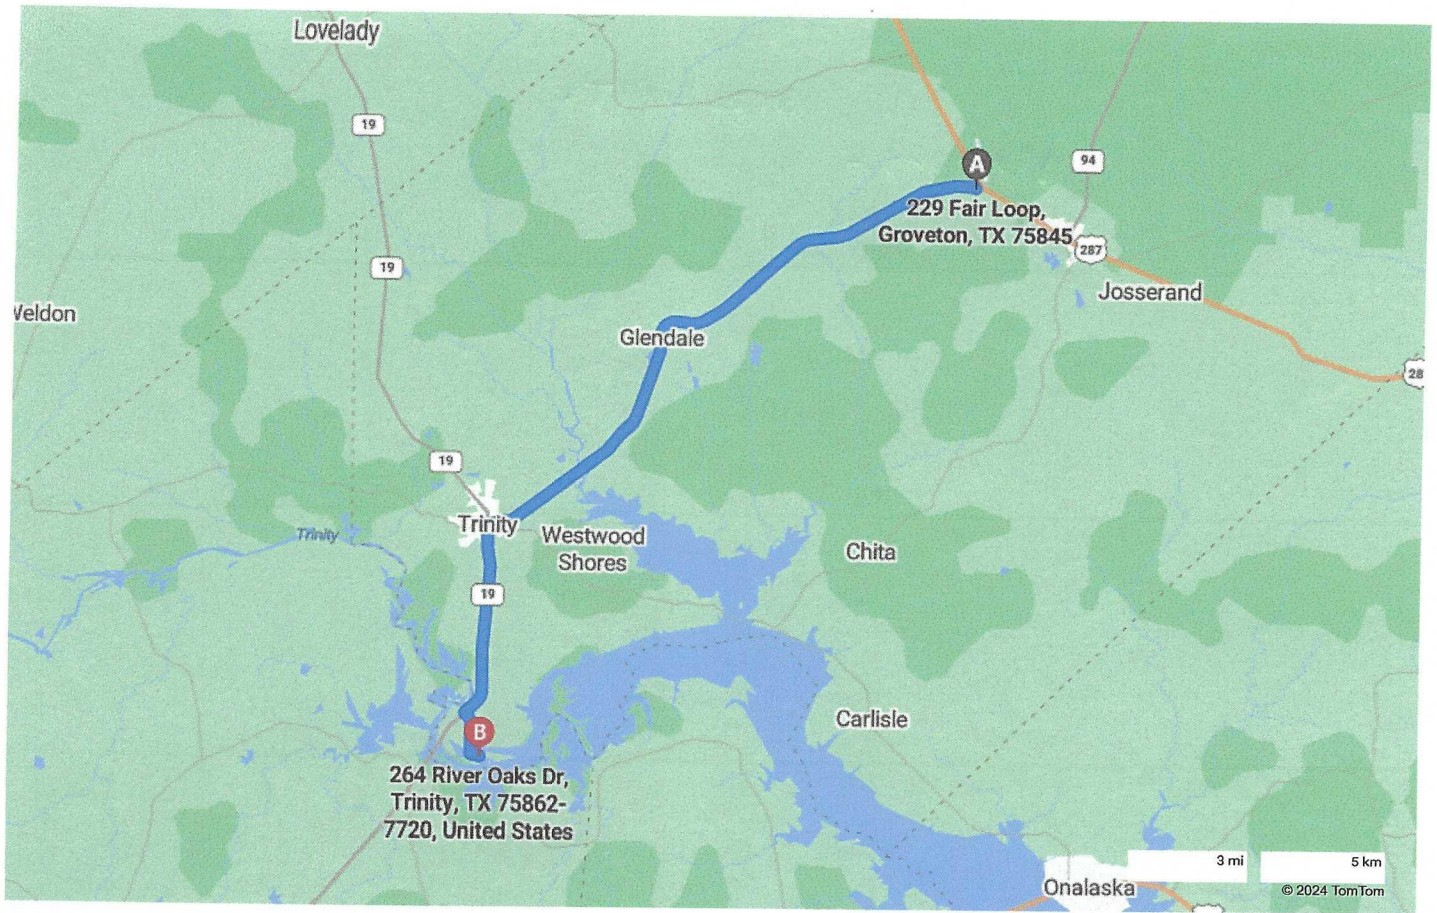 Lovelady
19
94
A
229 Fair Loop,
Groveton, TX 75845
287
19
Josserand
Weldon
Glendale
28
19
Trinity
Westwood
Shores
Trinity
Chita
19
Carlisle
B
264 River Oaks Dr,
Trinity, TX 75862-
7720, United States
3 mi
5 km
Onalaska
© 2024 TomTom